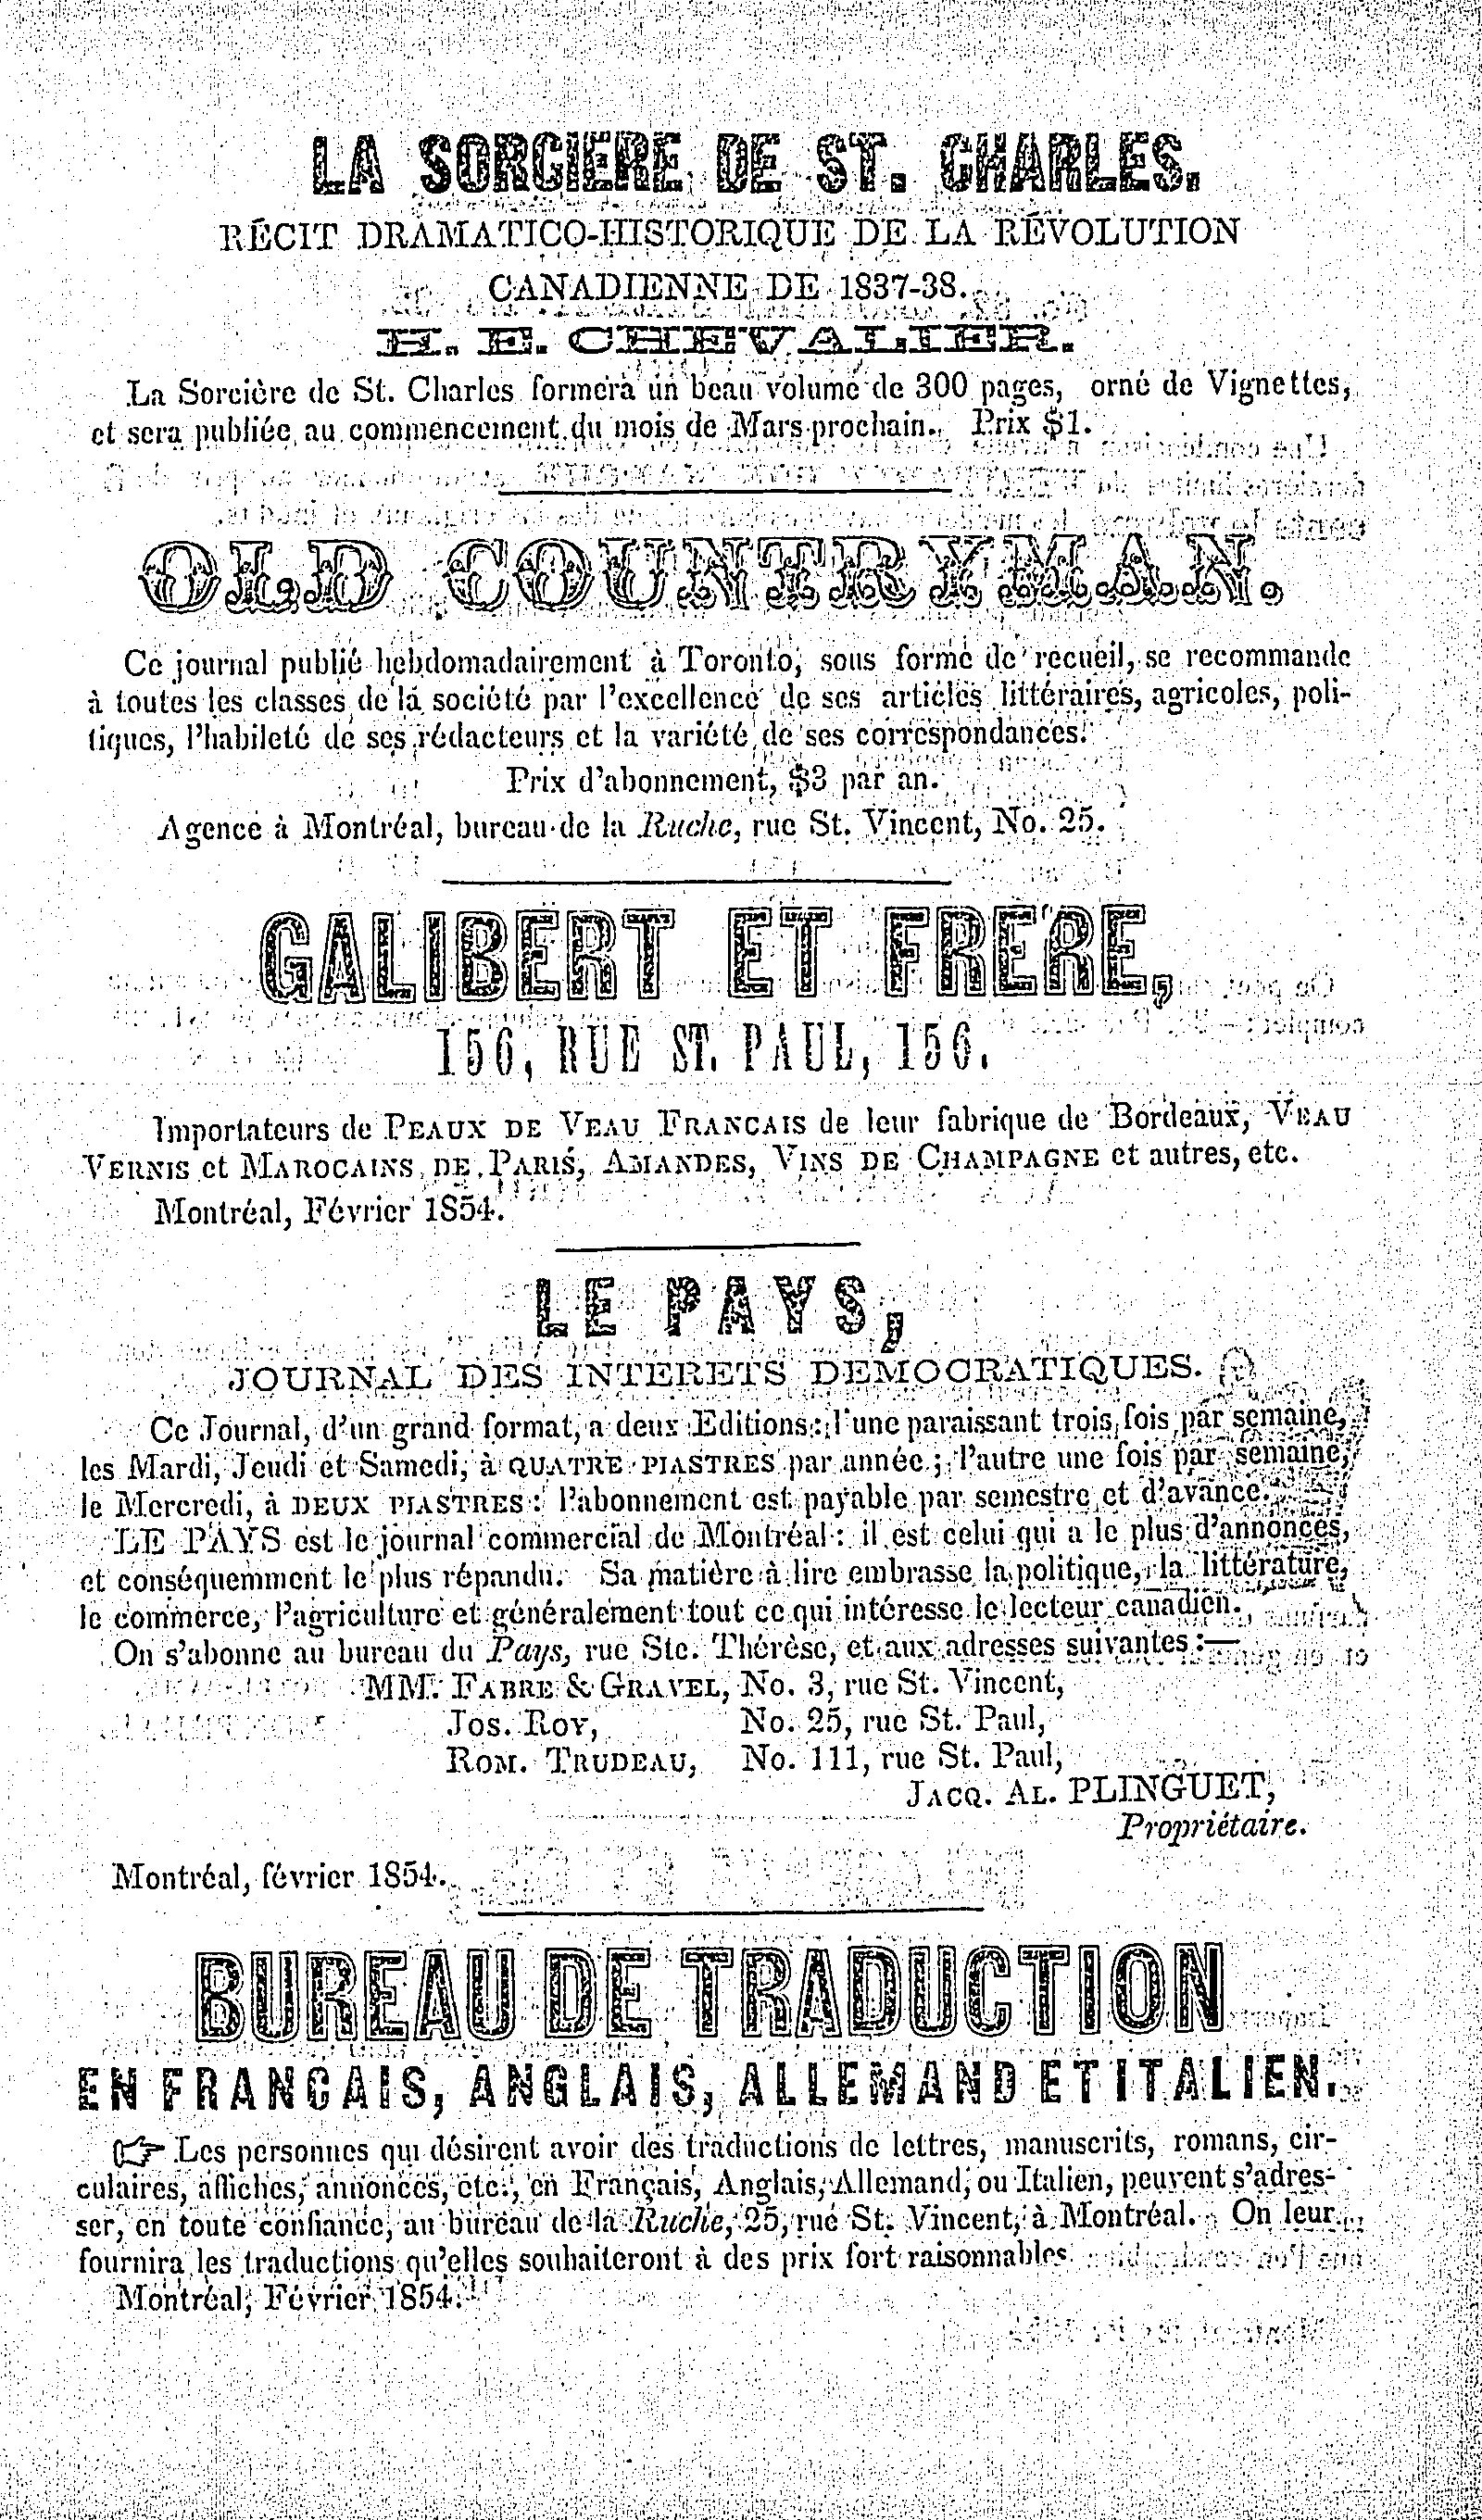 LA SORCIERE DE ST. CHARLES.
RÉCIT DRAMATICO-HISTORIQUE DE LA RÉVOLUTION
CANADIENNE DE 1837-38.
H. E. CHEVALIER.
La Sorcière de St. Charles formera un beau volume de 300 pages, orné de Vignettes,
et sera publiée au commencement du mois de Mars prochain. Prix $1.
OLD COUNTRYMAN.
Ce journal publié hebdomadairement à Toronto, sous forme de recueil, se recommande
à toutes les classes de la société par l'excellence de ses articles littéraires, agricoles, poli-
tiques, l'habileté de ses rédacteurs et la variété de ses correspondances.
Prix d'abonnement, $3 par an.
Agence à Montréal, bureau de la Ruche, rue St. Vincent, No. 25.
GALIBERT ET FRERE,
156, RUE ST. PAUL, 156.
Importateurs de PEAUX DE VEAU FRANCAIS de leur fabrique de Bordeaux, VEAU
VERNIS et MAROCAINS DE PARIS, AMANDES, VINS DE CHAMPAGNE et autres, etc.
Montréal, Février 1854.
LE PAYS,
JOURNAL DES INTERETS DEMOCRATIQUES.
Ce Journal, d'un grand format, a deux Editions: l'une paraissant trois fois par semaine,
les Mardi, Jeudi et Samedi, à QUATRE PIASTRES par année; l'autre une fois par semaine,
le Mercredi, à DEUX PIASTRES: l'abonnement est payable par semestre et d'avance.
LE PAYS est le journal commercial de Montréal: il est celui qui a le plus d'annonces,
et conséquemment le plus répandu. Sa matière à lire embrasse la politique, la littérature,
le commerce, l'agriculture et généralement tout ce qui intéresse le lecteur canadien.
On s'abonne au bureau du Pays, rue Ste. Thérèse, et aux adresses suivantes:—
MM. FABRE & GRAVEL, No. 3, rue St. Vincent,
JOS. ROY, No. 25, rue St. Paul,
ROM. TRUDEAU, No. 111, rue St. Paul,
JACQ. AL. PLINGUET,
Propriétaire.
Montréal, février 1854.
BUREAU DE TRADUCTION
EN FRANCAIS, ANGLAIS, ALLEMAND ET ITALIEN.
☞ Les personnes qui désirent avoir des traductions de lettres, manuscrits, romans, cir-
culaires, affiches, annonces, etc., en Français, Anglais, Allemand, ou Italien, peuvent s'adres-
ser, en toute confiance, au bureau de la Ruche, 25, rue St. Vincent, à Montréal. On leur
fournira les traductions qu'elles souhaiteront à des prix fort raisonnables
Montréal, Février 1854.